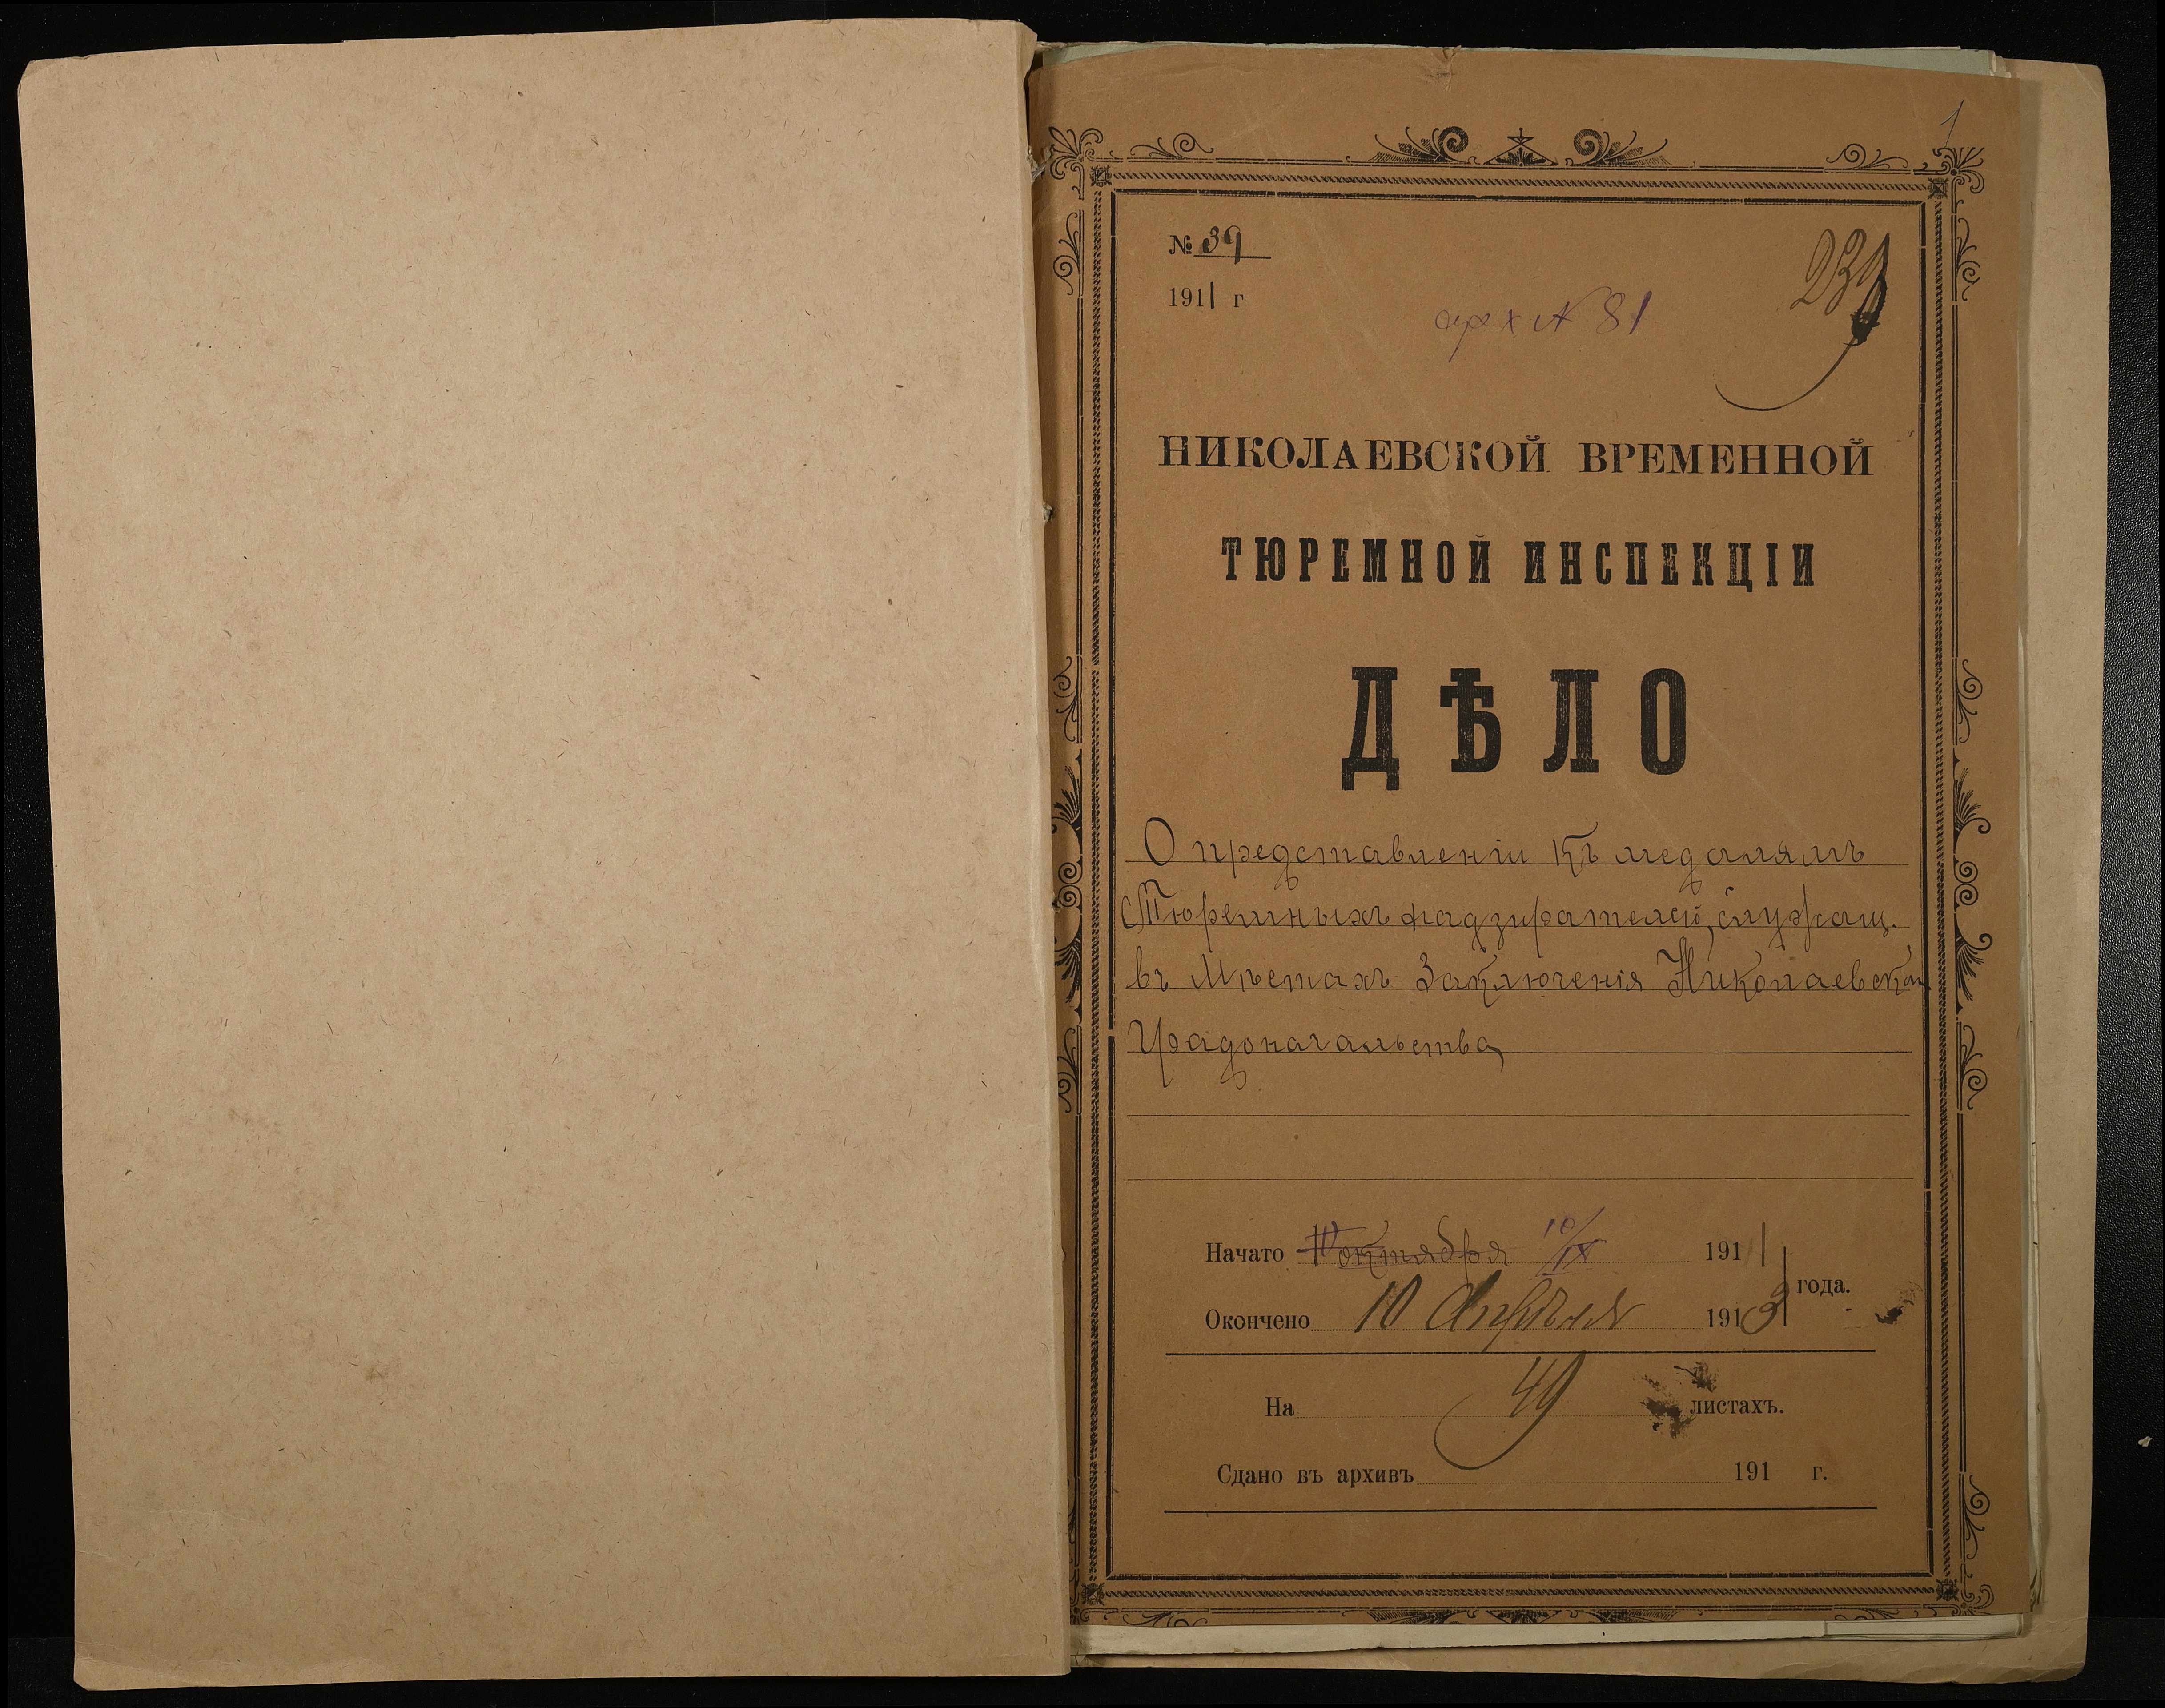 1
№ 39
1911 г
239
арх № 81
НИКОЛАЕВСКОЙ ВРЕМЕННОЙ
ТЮРЕМНОЙ ИНСПЕКЦІИ
ДѢЛО
О представленіи къ медалямъ
Тюремныхъ надзирателей, служащ.
въ Мѣстахъ Заключенія Николаевскаго
Градоначальства
Начато 10 октября 10/IX 1911
года.
Окончено 10 Апрѣля 1913
На 49 листахъ.
Сдано въ архивъ 191 г.